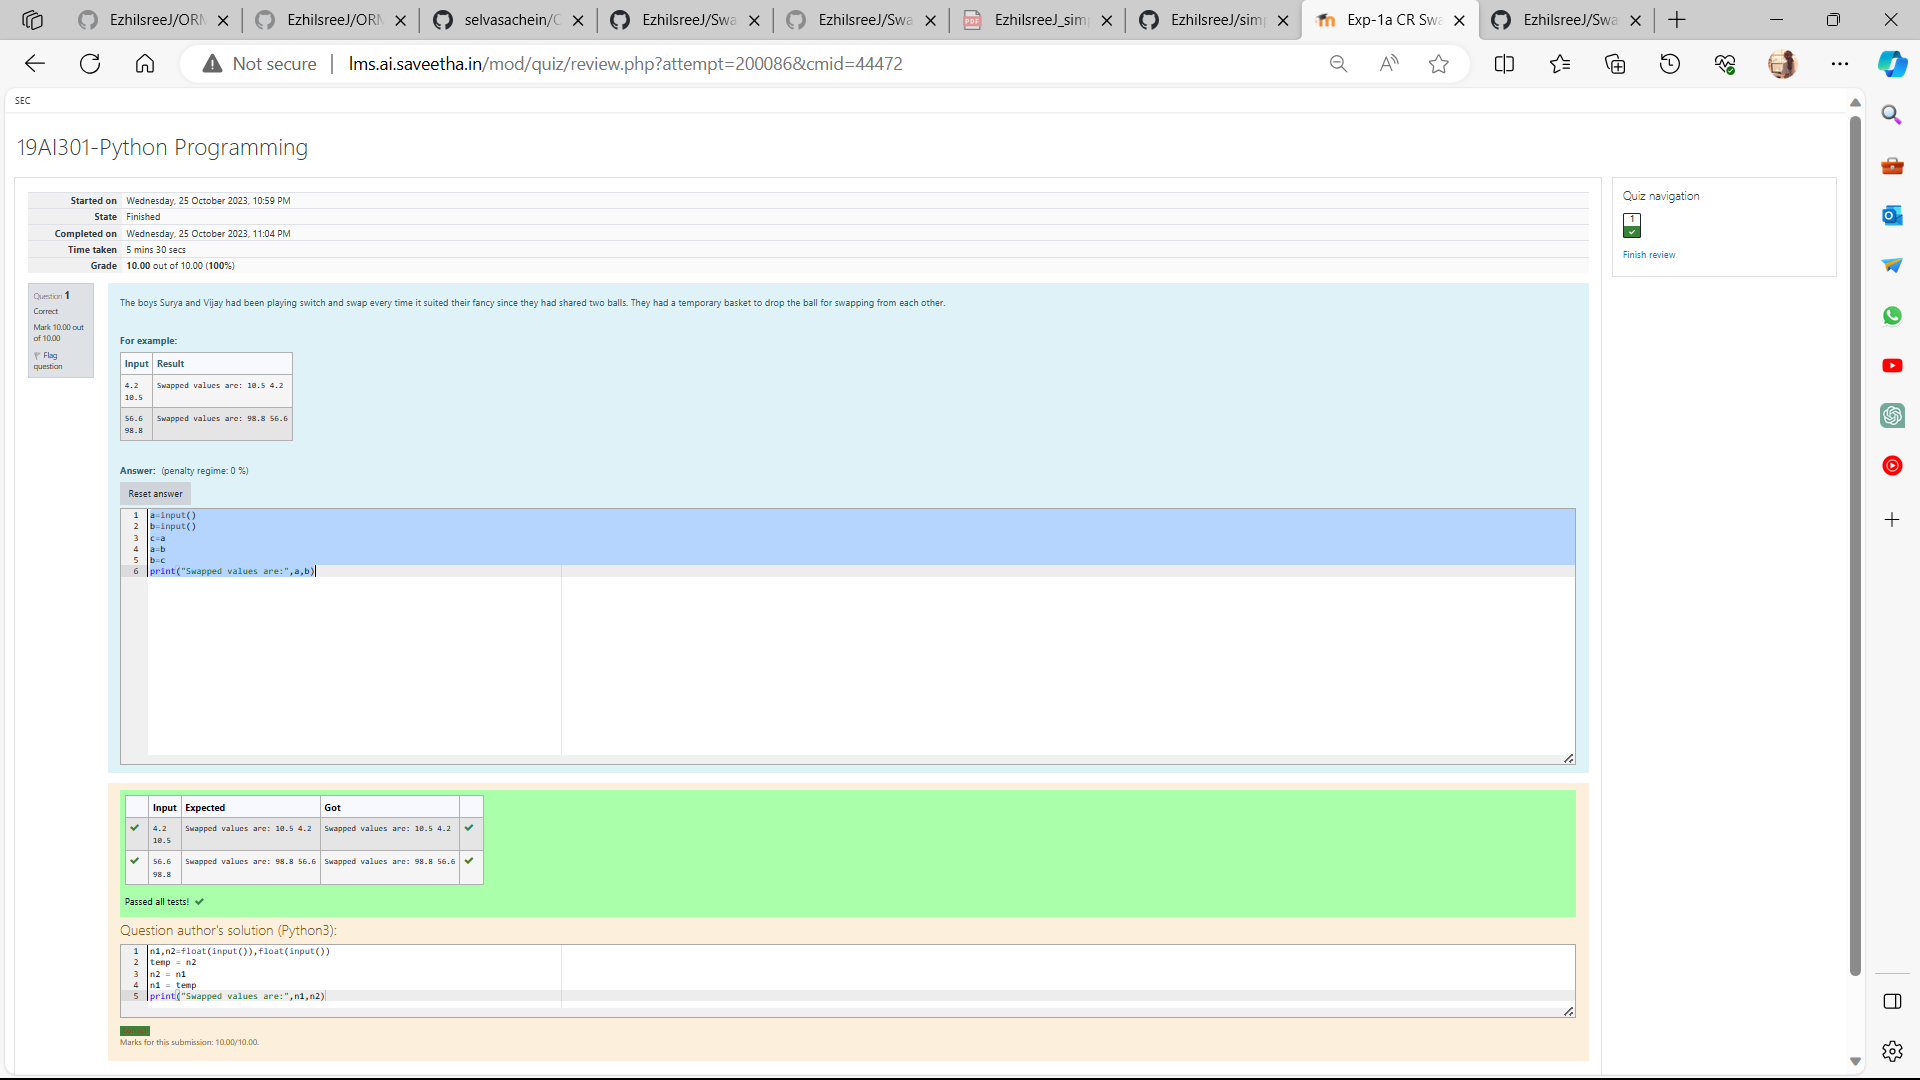 EzhilsreeJ/ORM
EzhilsreeJ/ORM
selvasachein/C
EzhilsreeJ/Swa
EzhilsreeJ/Swa
EzhilsreeJ_simp
EzhilsreeJ/simp
Exp-1a CR Swa
EzhilsreeJ/Swa
Not secure
lms.ai.saveetha.in/mod/quiz/review.php?attempt=200086&cmid=44472
SEC
19AI301-Python Programming
Started on Wednesday, 25 October 2023, 10:59 PM
State Finished
Completed on Wednesday, 25 October 2023, 11:04 PM
Time taken 5 mins 30 secs
Grade 10.00 out of 10.00 (100%)
Quiz navigation
1
Finish review
Question 1
Correct
Mark 10.00 out
of 10.00
Flag
question
The boys Surya and Vijay had been playing switch and swap every time it suited their fancy since they had shared two balls. They had a temporary basket to drop the ball for swapping from each other.
For example:
Input Result
4.2 Swapped values are: 10.5 4.2
10.5
56.6 Swapped values are: 98.8 56.6
98.8
Answer: (penalty regime: 0 %)
Reset answer
1 a=input()
2 b=input()
3 c=a
4 a=b
5 b=c
6 print("Swapped values are:",a,b)
Input Expected Got
4.2 Swapped values are: 10.5 4.2 Swapped values are: 10.5 4.2
10.5
56.6 Swapped values are: 98.8 56.6 Swapped values are: 98.8 56.6
98.8
Passed all tests!
Question author's solution (Python3):
1 n1,n2=float(input()),float(input())
2 temp = n2
3 n2 = n1
4 n1 = temp
5 print("Swapped values are:",n1,n2)
Marks for this submission: 10.00/10.00.